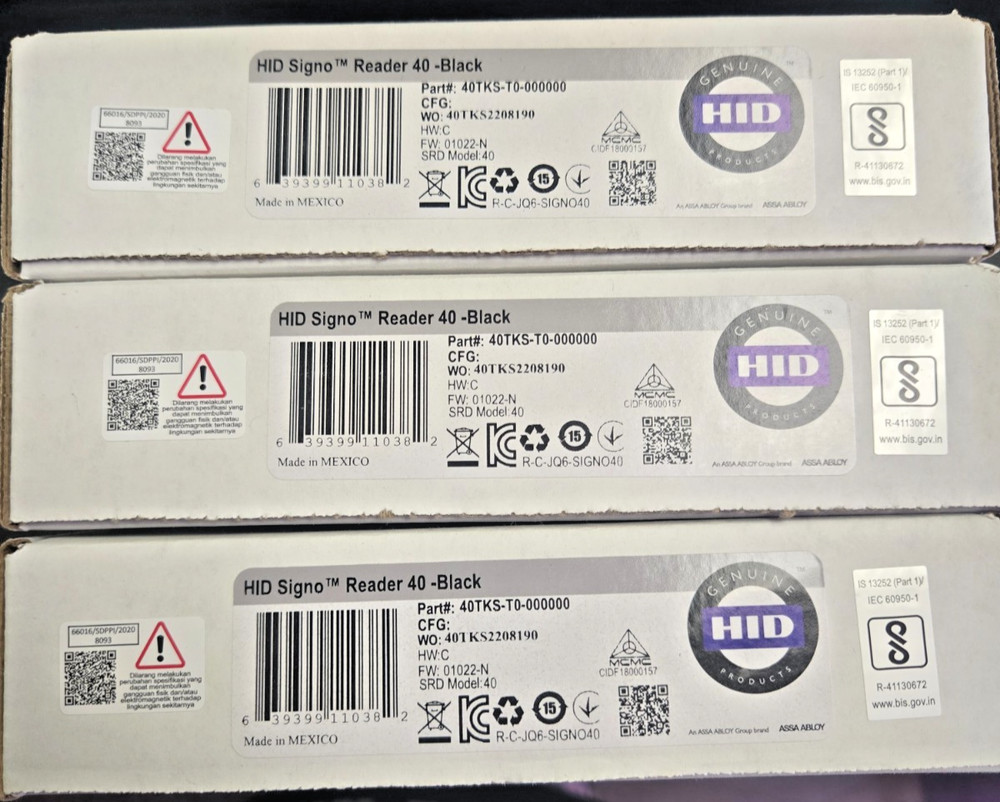 HID Signo™ Reader 40 -Black
66016/SDPPI/2020
8093
Dilarang melakukan
perubahan spesifikasi yang
dapat menimbulkan
gangguan fisik dan/atau
elektromagnetik terhadap
lingkungan sekitarnya
6 39399 11038 2
Made in MEXICO
Part#: 40TKS-T0-000000
CFG:
WO: 40TKS2208190
HW:C
FW: 01022-N
SRD Model:40
15
R-C-JQ6-SIGNO40
MCMC
CIDF18000157
GENUINE
HID
PRODUCTS
™
An ASSA ABLOY Group brand ASSA ABLOY
IS 13252 (Part 1)/
IEC 60950-1
R-41130672
www.bis.gov.in
HID Signo™ Reader 40 -Black
66016/SDPPI/2020
8093
Dilarang melakukan
perubahan spesifikasi yang
dapat menimbulkan
gangguan fisik dan/atau
elektromagnetik terhadap
lingkungan sekitarnya
6 39399 11038 2
Made in MEXICO
Part#: 40TKS-T0-000000
CFG:
WO: 40TKS2208190
HW:C
FW: 01022-N
SRD Model:40
15
R-C-JQ6-SIGNO40
MCMC
CIDF18000157
GENUINE
HID
PRODUCTS
™
An ASSA ABLOY Group brand ASSA ABLOY
IS 13252 (Part 1)/
IEC 60950-1
R-41130672
www.bis.gov.in
HID Signo™ Reader 40 -Black
66016/SDPPI/2020
8093
Dilarang melakukan
perubahan spesifikasi yang
dapat menimbulkan
gangguan fisik dan/atau
elektromagnetik terhadap
lingkungan sekitarnya
6 39399 11038 2
Made in MEXICO
Part#: 40TKS-T0-000000
CFG:
WO: 40TKS2208190
HW:C
FW: 01022-N
SRD Model:40
15
R-C-JQ6-SIGNO40
MCMC
CIDF18000157
GENUINE
HID
PRODUCTS
™
An ASSA ABLOY Group brand ASSA ABLOY
IS 13252 (Part 1)/
IEC 60950-1
R-41130672
www.bis.gov.in